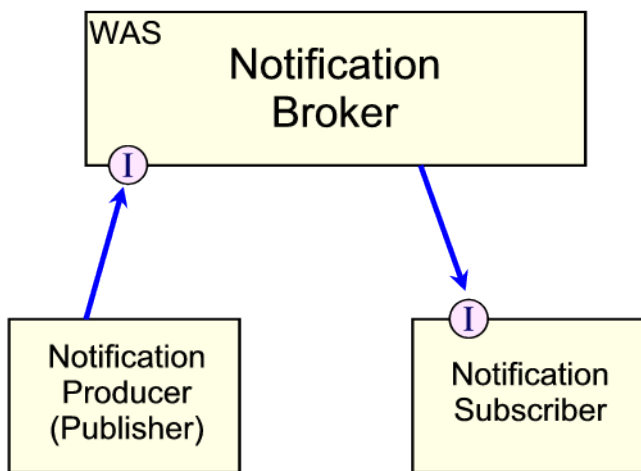 WAS
Notification
Broker
I
I
Notification
Producer
(Publisher)
Notification
Subscriber